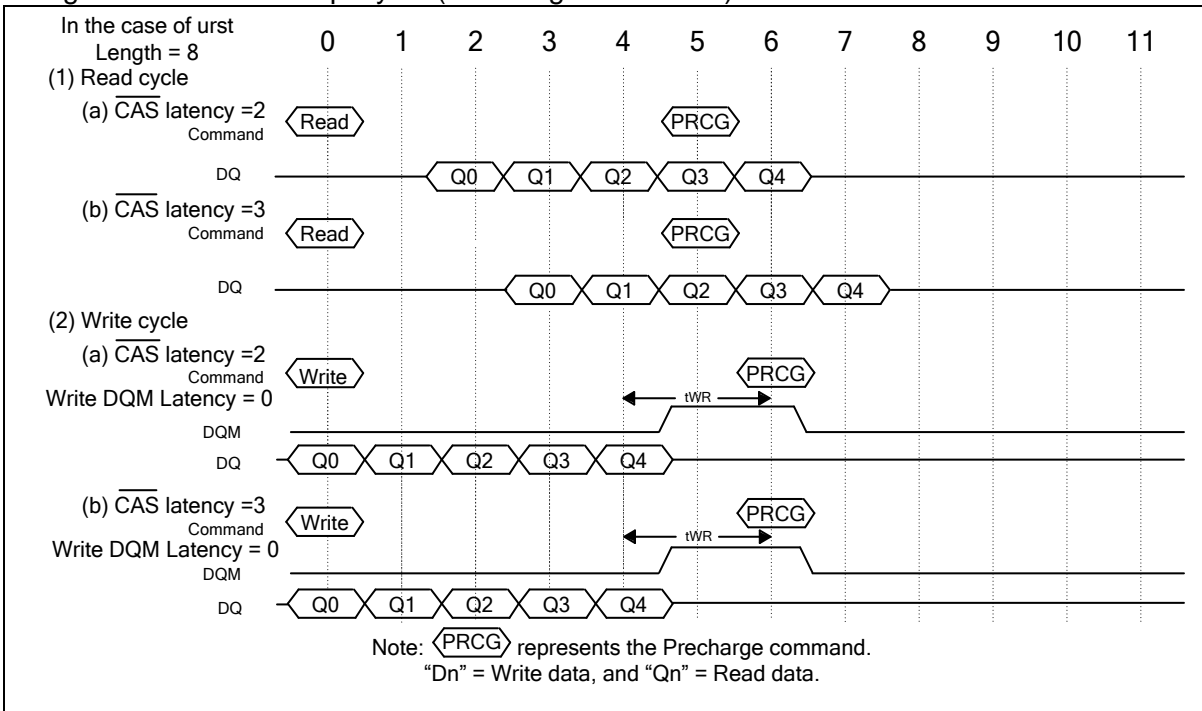 In the case of urst
Length = 8
0 1 2 3 4 5 6 7 8 9 10 11
(1) Read cycle
(a) CAS latency =2
Command
Read PRCG
DQ Q0 Q1 Q2 Q3 Q4
(b) CAS latency =3
Command
Read PRCG
DQ Q0 Q1 Q2 Q3 Q4
(2) Write cycle
(a) CAS latency =2
Command
Write PRCG
Write DQM Latency = 0
tWR
DQM
DQ Q0 Q1 Q2 Q3 Q4
(b) CAS latency =3
Command
Write PRCG
Write DQM Latency = 0
tWR
DQM
DQ Q0 Q1 Q2 Q3 Q4
Note: PRCG represents the Precharge command.
“Dn” = Write data, and “Qn” = Read data.